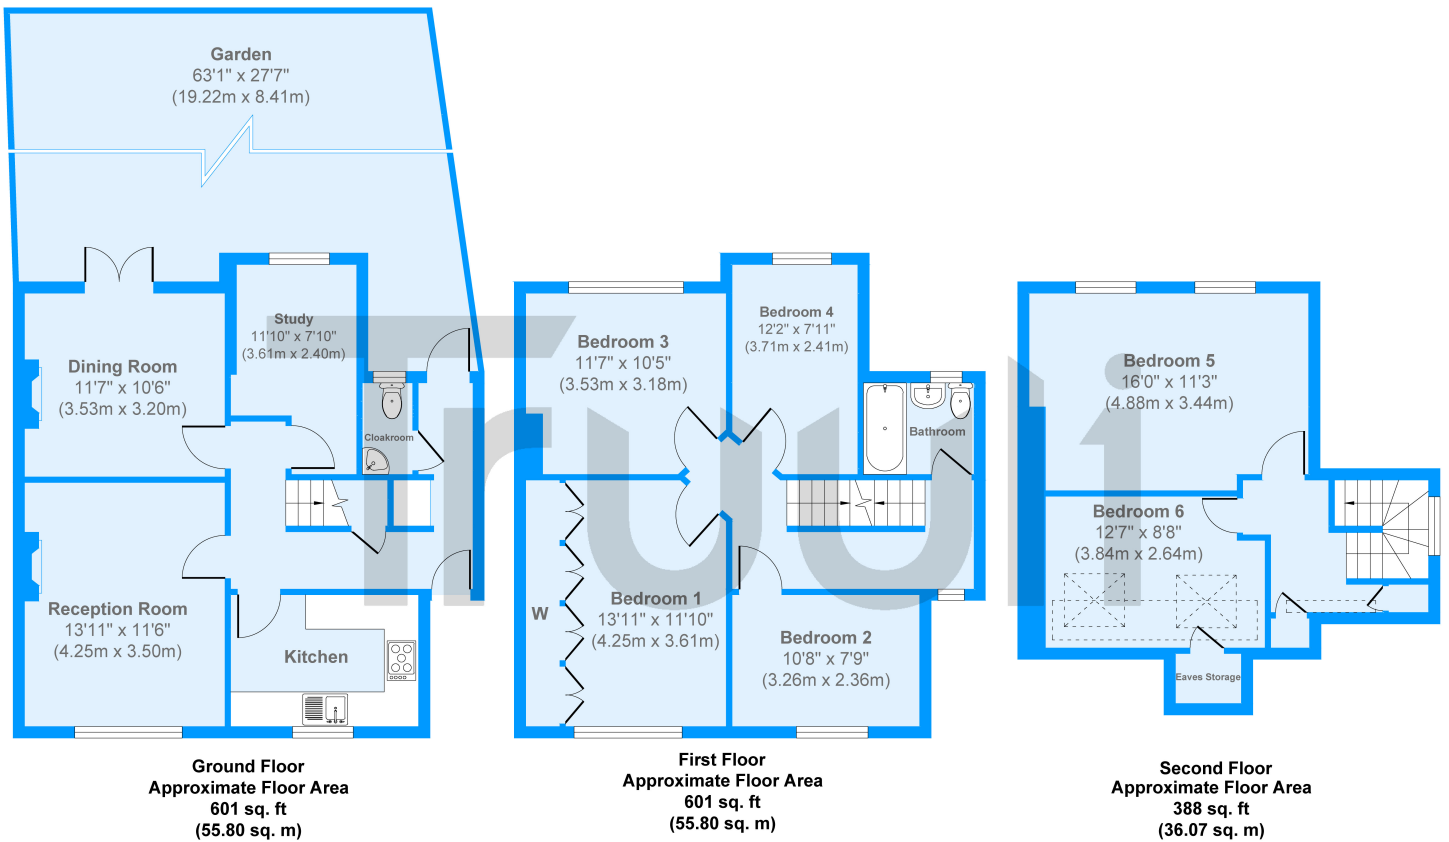 Garden
63'1" x 27'7"
(19.22m x 8.41m)
Study
11'10" x 7'10"
(3.61m x 2.40m)
Dining Room
11'7" x 10'6"
(3.53m x 3.20m)
Cloakroom
Reception Room
13'11" x 11'6"
(4.25m x 3.50m)
Kitchen
Ground Floor
Approximate Floor Area
601 sq. ft
(55.80 sq. m)
Bedroom 3
11'7" x 10'5"
(3.53m x 3.18m)
Bedroom 4
12'2" x 7'11"
(3.71m x 2.41m)
Bathroom
W
Bedroom 1
13'11" x 11'10"
(4.25m x 3.61m)
Bedroom 2
10'8" x 7'9"
(3.26m x 2.36m)
First Floor
Approximate Floor Area
601 sq. ft
(55.80 sq. m)
Bedroom 5
16'0" x 11'3"
(4.88m x 3.44m)
Bedroom 6
12'7" x 8'8"
(3.84m x 2.64m)
Eaves Storage
Second Floor
Approximate Floor Area
388 sq. ft
(36.07 sq. m)
Truuli